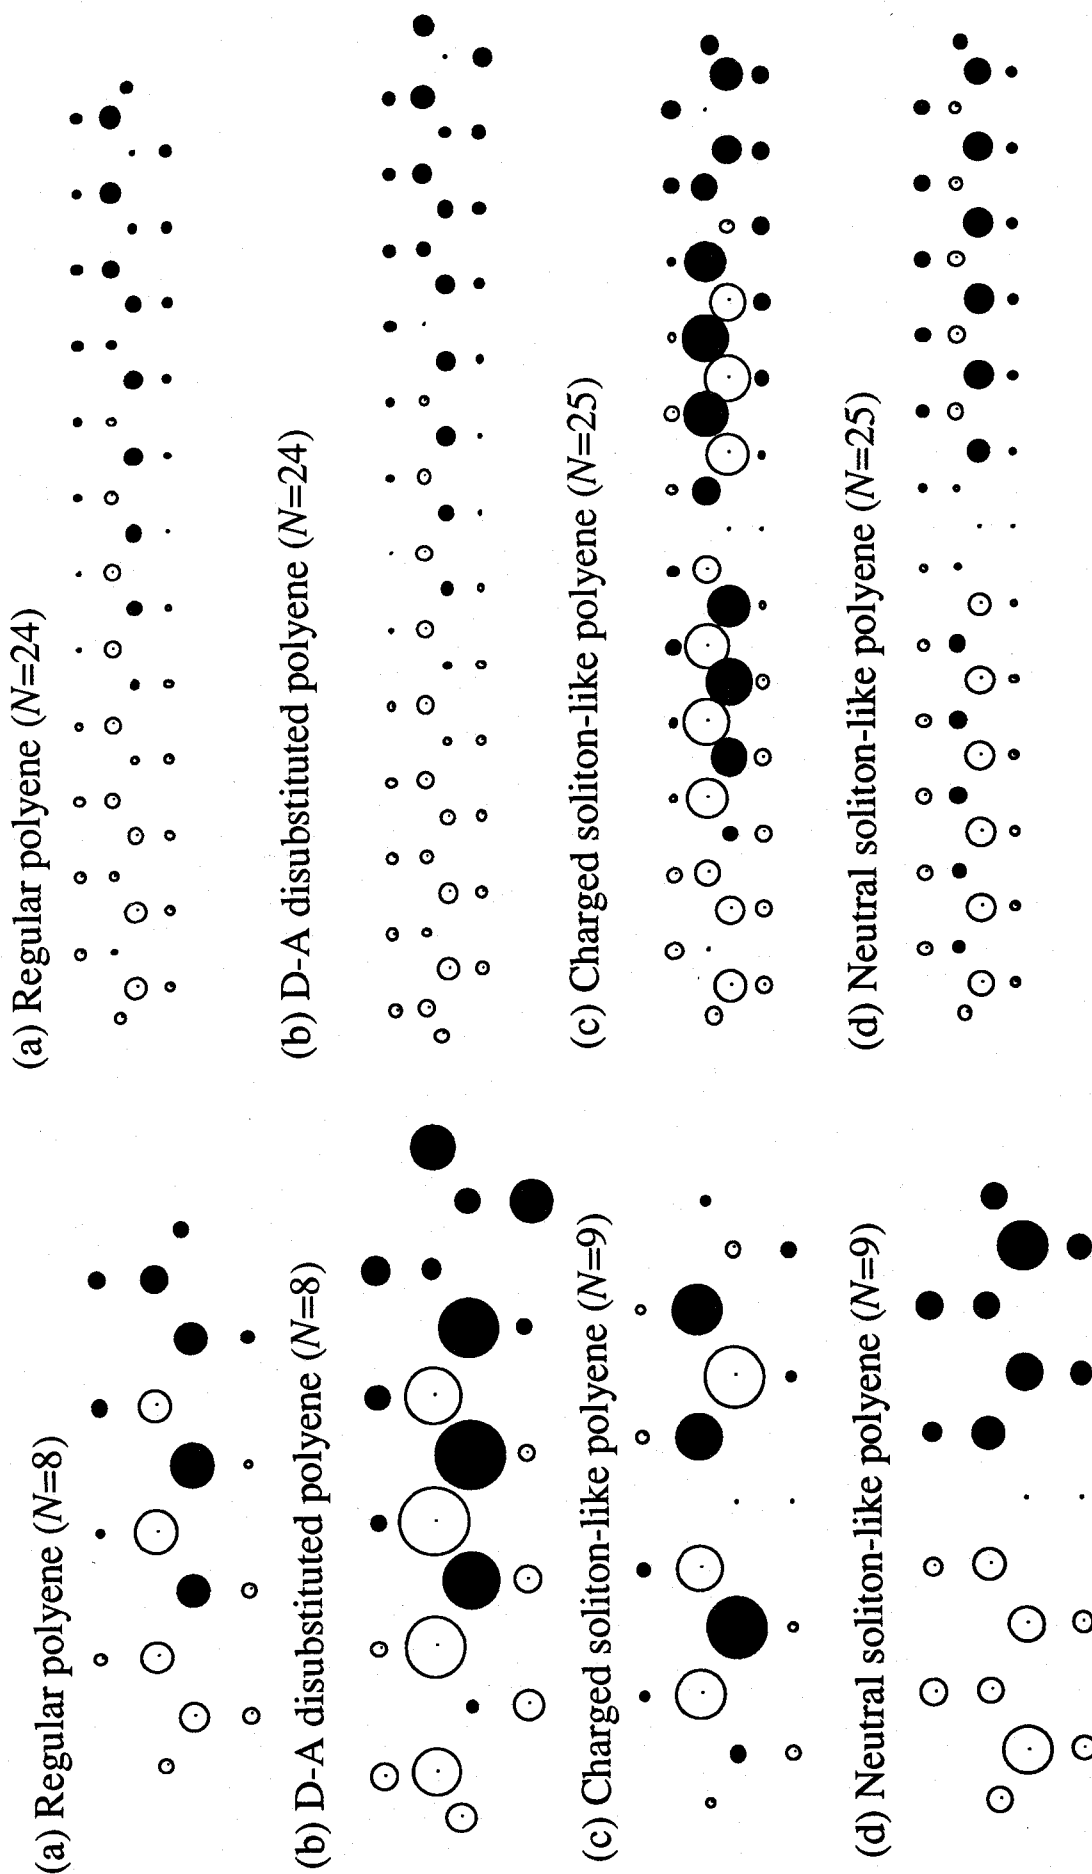 (a) Regular polyene (N=8)
(b) D-A disubstituted polyene (N=8)
(c) Charged soliton-like polyene (N=9)
(d) Neutral soliton-like polyene (N=9)
(a) Regular polyene (N=24)
(b) D-A disubstituted polyene (N=24)
(c) Charged soliton-like polyene (N=25)
(d) Neutral soliton-like polyene (N=25)